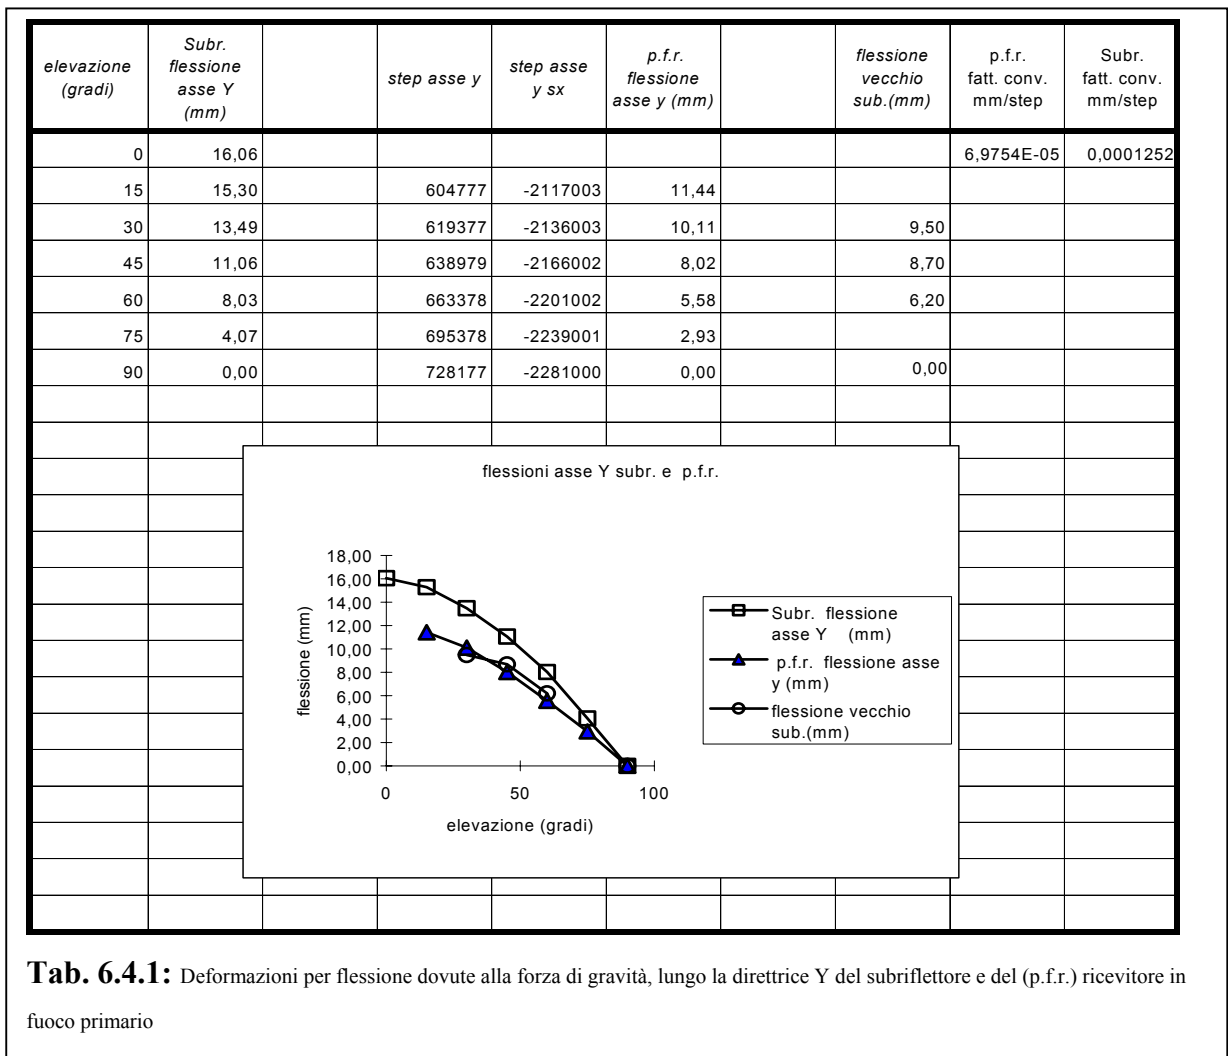 elevazione (gradi) Subr. flessione asse Y (mm) step asse y step asse y sx p.f.r. flessione asse y (mm) flessione vecchio sub.(mm) p.f.r. fatt. conv. mm/step Subr. fatt. conv. mm/step
0 16,06 6,9754E-05 0,0001252
15 15,30 604777 -2117003 11,44
30 13,49 619377 -2136003 10,11 9,50
45 11,06 638979 -2166002 8,02 8,70
60 8,03 663378 -2201002 5,58 6,20
75 4,07 695378 -2239001 2,93
90 0,00 728177 -2281000 0,00 0,00
flessioni asse Y subr. e p.f.r.
18,00
16,00
14,00
12,00
10,00
8,00
6,00
4,00
2,00
0,00
flessione (mm)
0 50 100
elevazione (gradi)
Subr. flessione
asse Y (mm)
p.f.r. flessione asse
y (mm)
flessione vecchio
sub.(mm)
Tab. 6.4.1: Deformazioni per flessione dovute alla forza di gravità, lungo la direttrice Y del subriflettore e del (p.f.r.) ricevitore in
fuoco primario